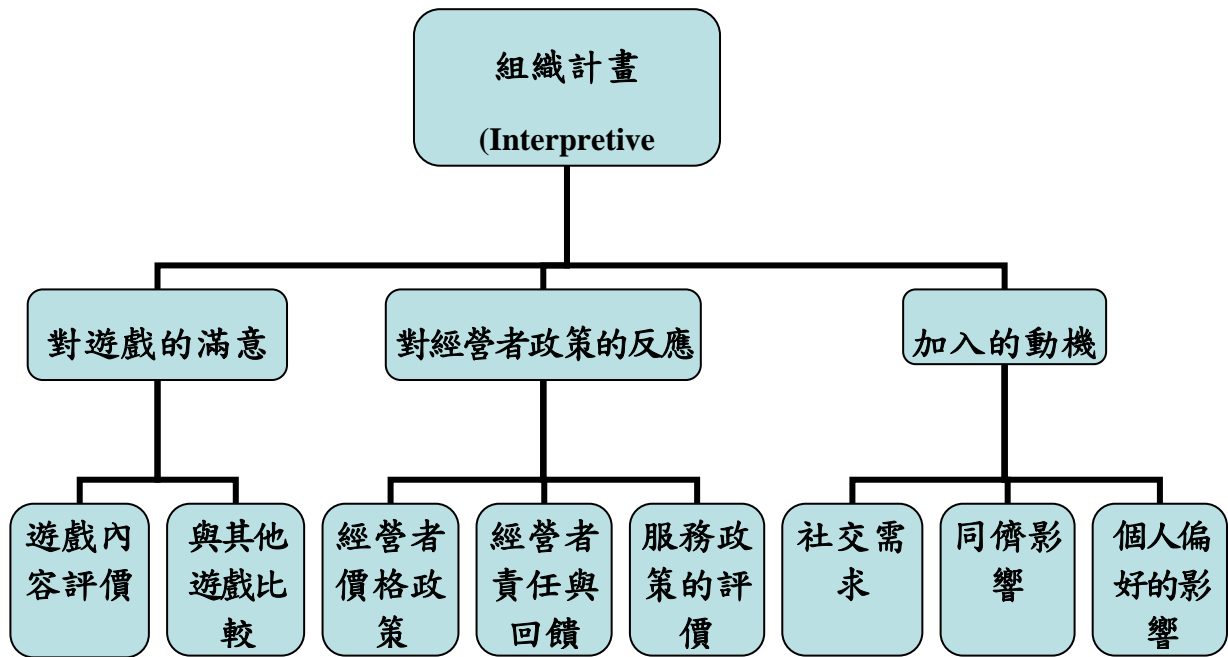 組織計畫
(Interpretive
對遊戲的滿意
對經營者政策的反應
加入的動機
遊戲內
容評價
與其他
遊戲比
較
經營者
價格政
策
經營者
責任與
回饋
服務政
策的評
價
社交需
求
同儕影
響
個人偏
好的影
響